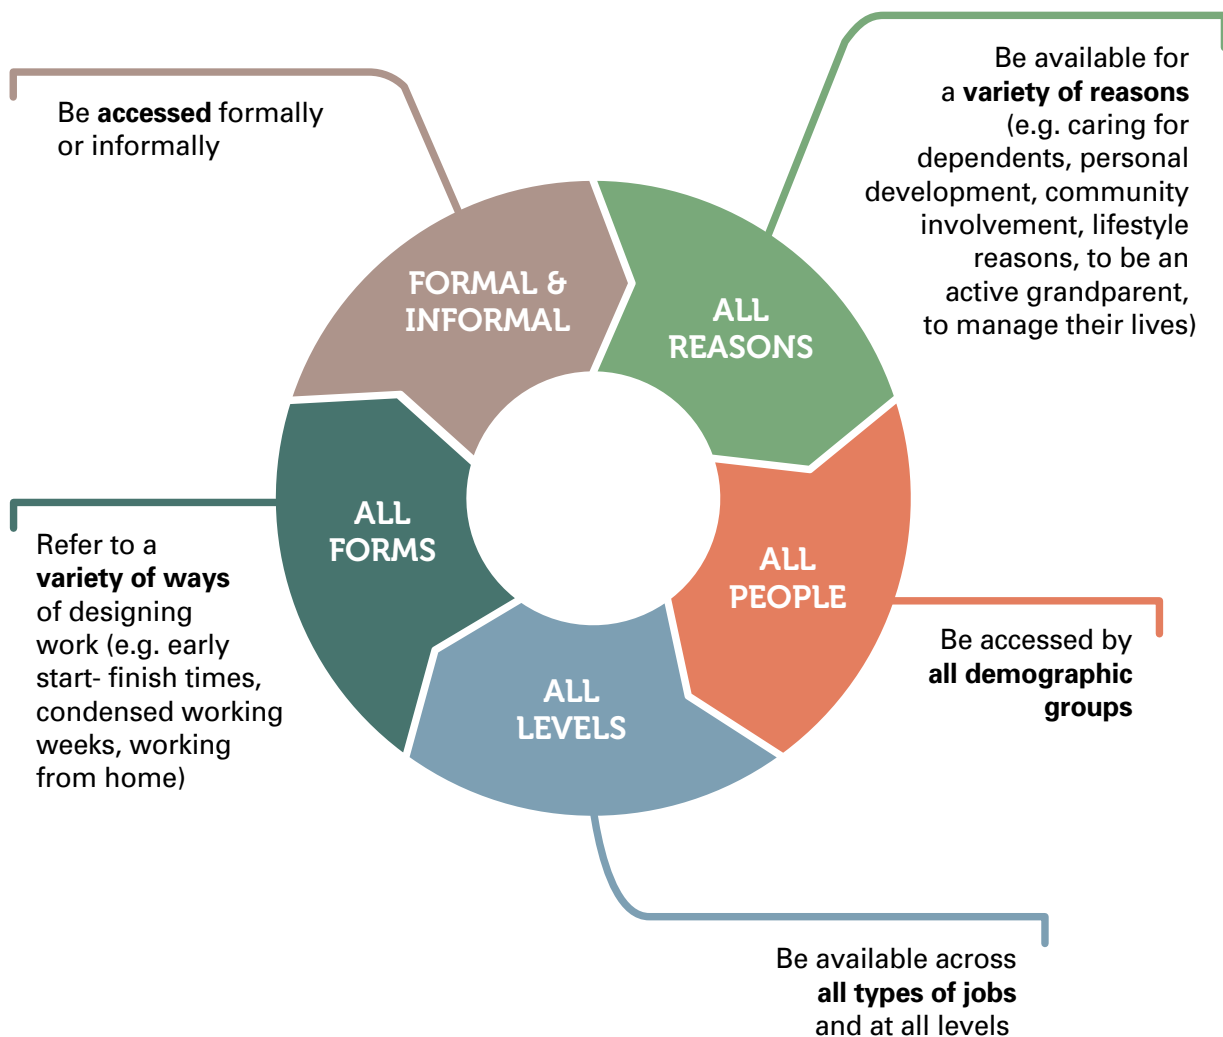 Be accessed formally
or informally
Be available for
a variety of reasons
(e.g. caring for
dependents, personal
development, community
involvement, lifestyle
reasons, to be an
active grandparent,
to manage their lives)
FORMAL &
INFORMAL
ALL
REASONS
ALL
FORMS
ALL
PEOPLE
ALL
LEVELS
Refer to a
variety of ways
of designing
work (e.g. early
start- finish times,
condensed working
weeks, working
from home)
Be accessed by
all demographic
groups
Be available across
all types of jobs
and at all levels